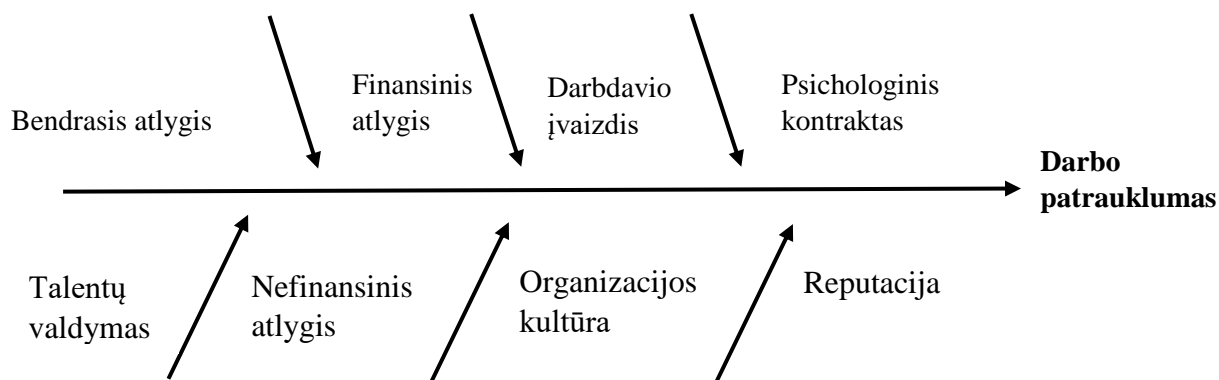 Bendrasis atlygis
Finansinis
atlygis
Darbdavio
įvaizdis
Psichologinis
kontraktas
Darbo
patrauklumas
Talentų
valdymas
Nefinansinis
atlygis
Organizacijos
kultūra
Reputacija